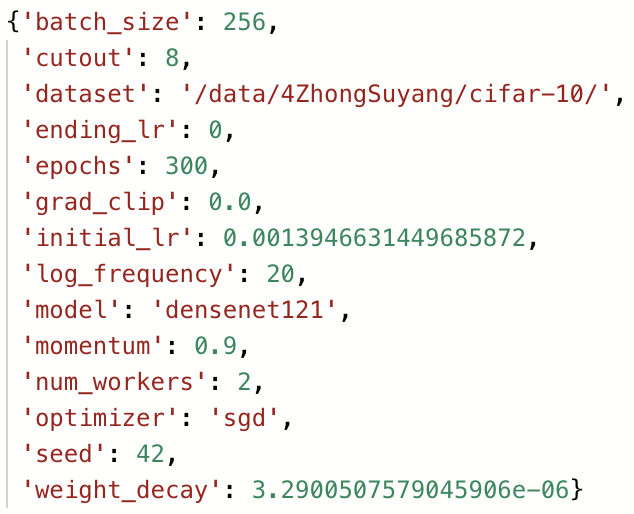 {'batch_size': 256,
'cutout': 8,
'dataset': '/data/4ZhongSuyang/cifar-10/',
'ending_lr': 0,
'epochs': 300,
'grad_clip': 0.0,
'initial_lr': 0.0013946631449685872,
'log_frequency': 20,
'model': 'densenet121',
'momentum': 0.9,
'num_workers': 2,
'optimizer': 'sgd',
'seed': 42,
'weight_decay': 3.2900507579045906e-06}